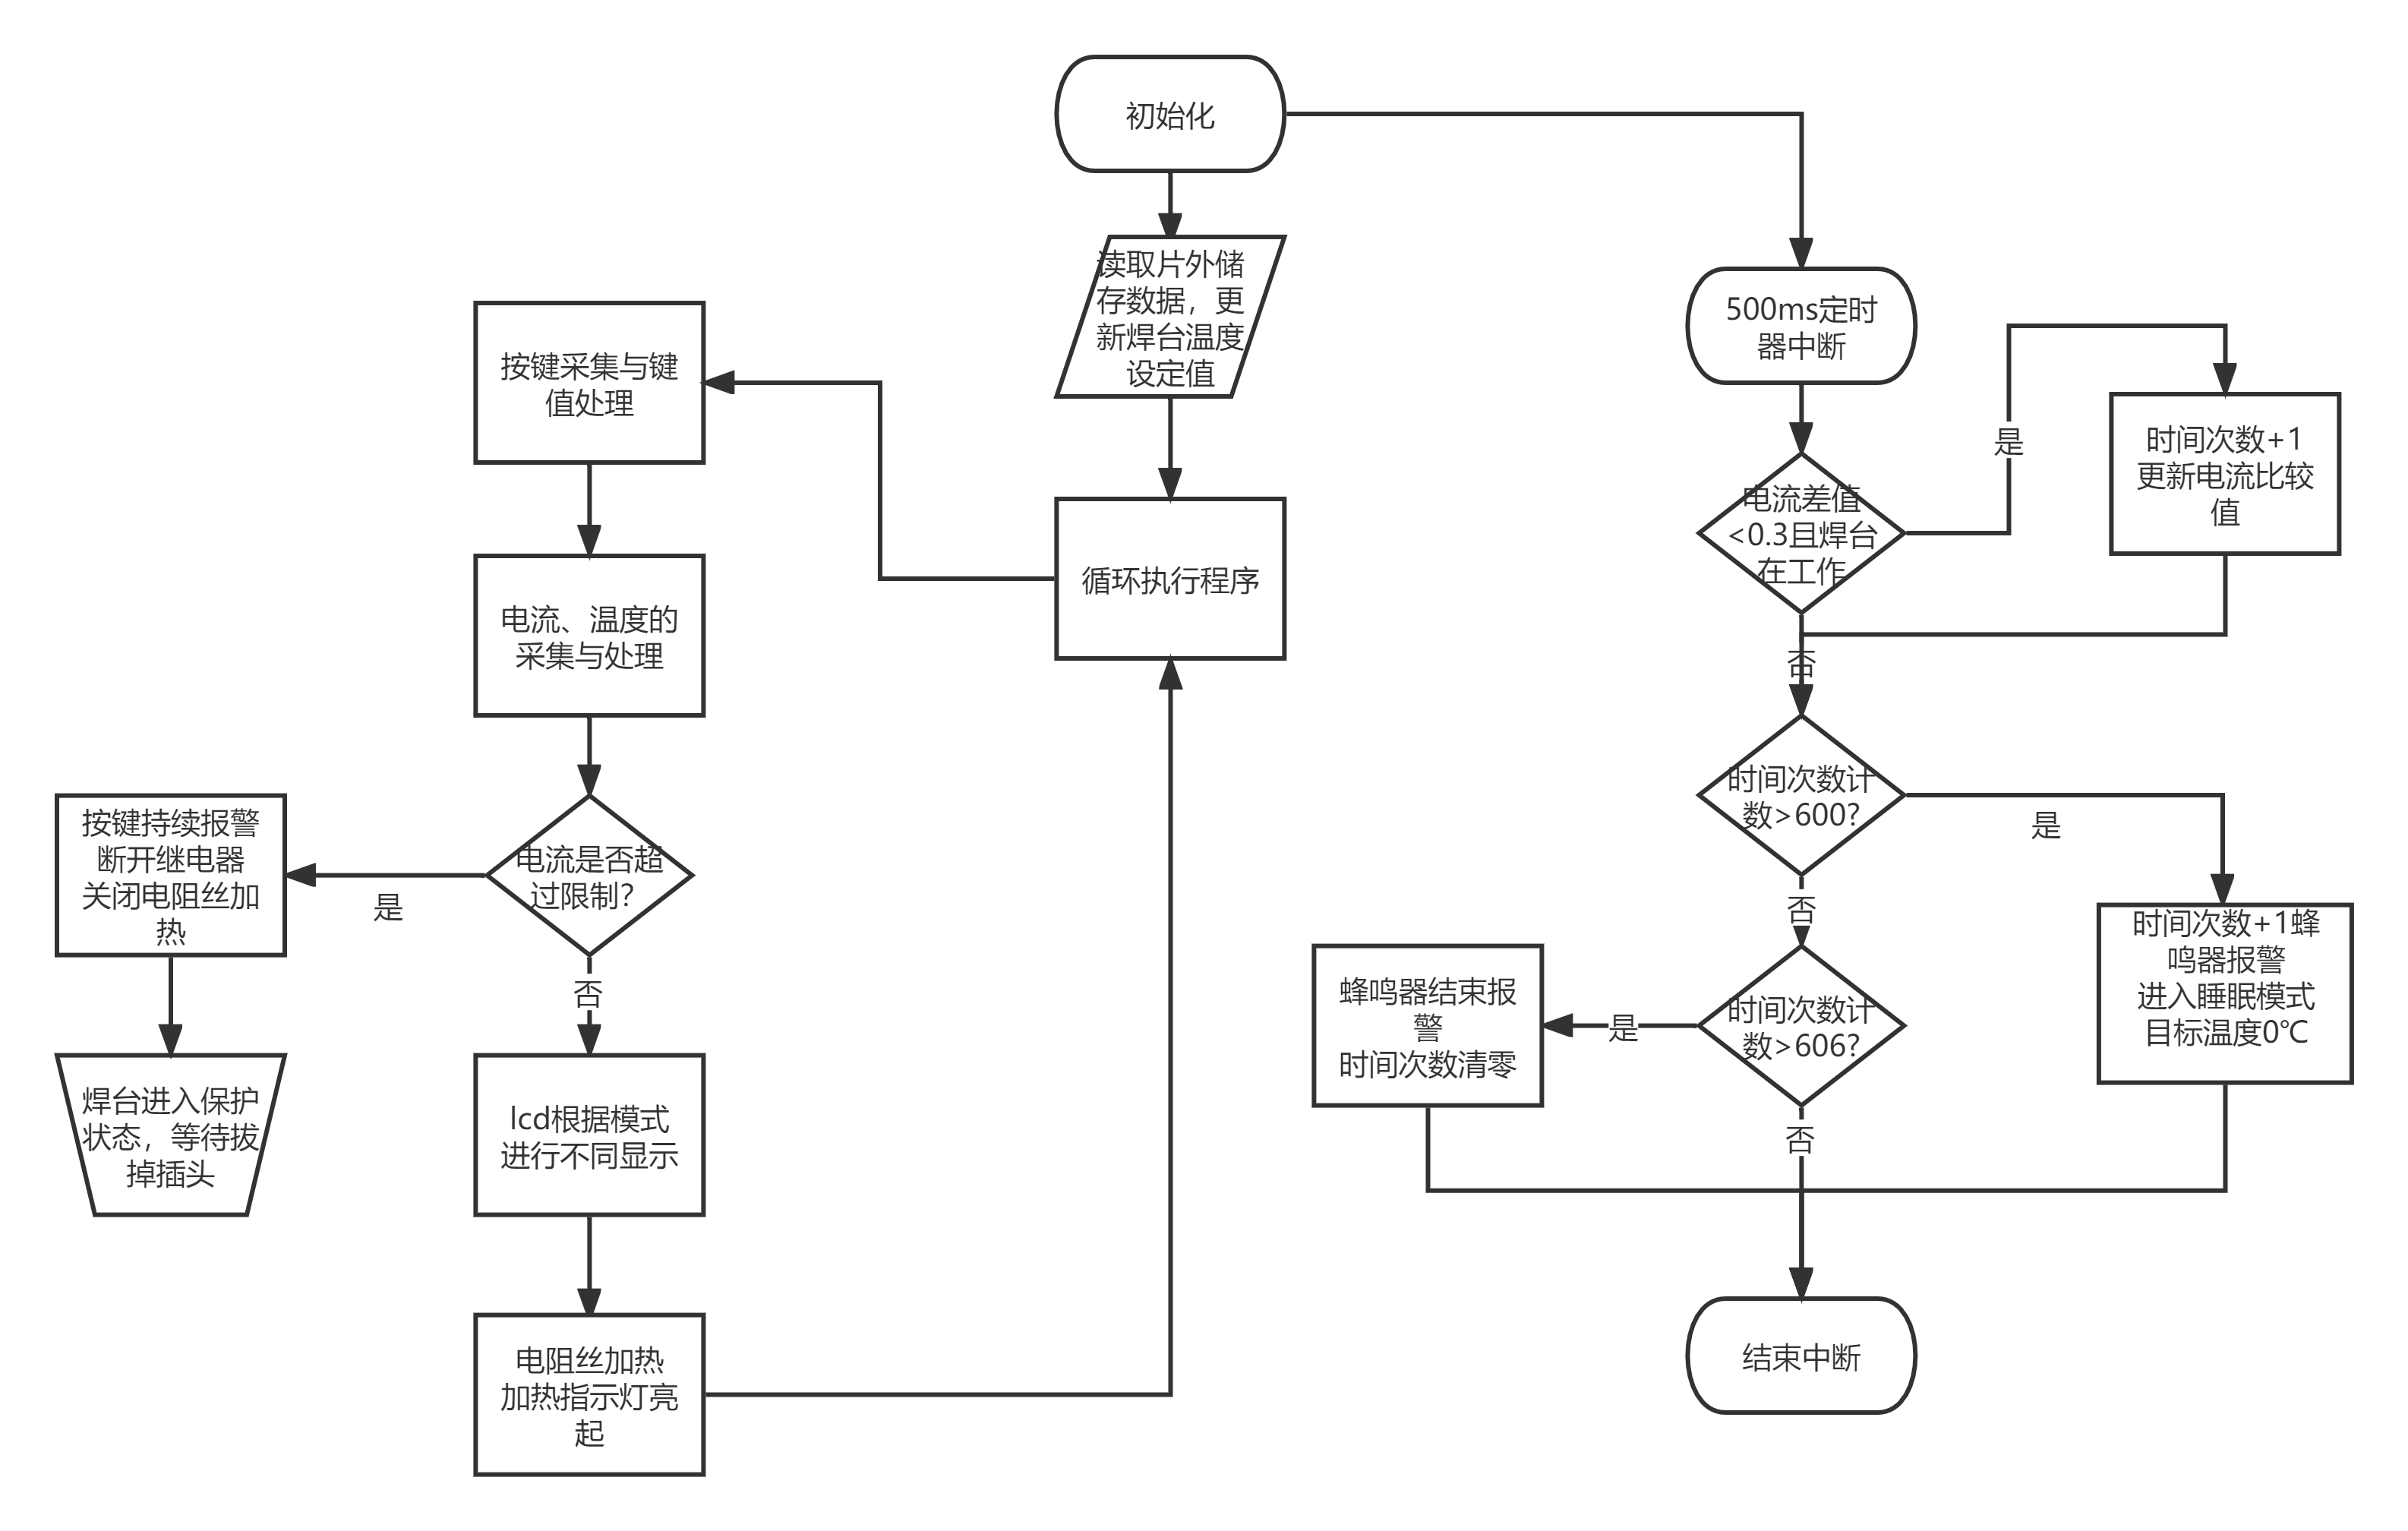 初始化
读取片外储
存数据，更
新焊台温度
设定值
循环执行程序
按键采集与键
值处理
电流、温度的
采集与处理
电流是否超
过限制？
是
按键持续报警
断开继电器
关闭电阻丝加
热
焊台进入保护
状态，等待拔
掉插头
否
lcd根据模式
进行不同显示
电阻丝加热
加热指示灯亮
起
500ms定时
器中断
电流差值
<0.3且焊台
在工作
是
时间次数+1
更新电流比较
值
否
时间次数计
数>600?
是
时间次数+1蜂
鸣器报警
进入睡眠模式
目标温度0℃
否
时间次数计
数>606?
是
蜂鸣器结束报
警
时间次数清零
否
结束中断